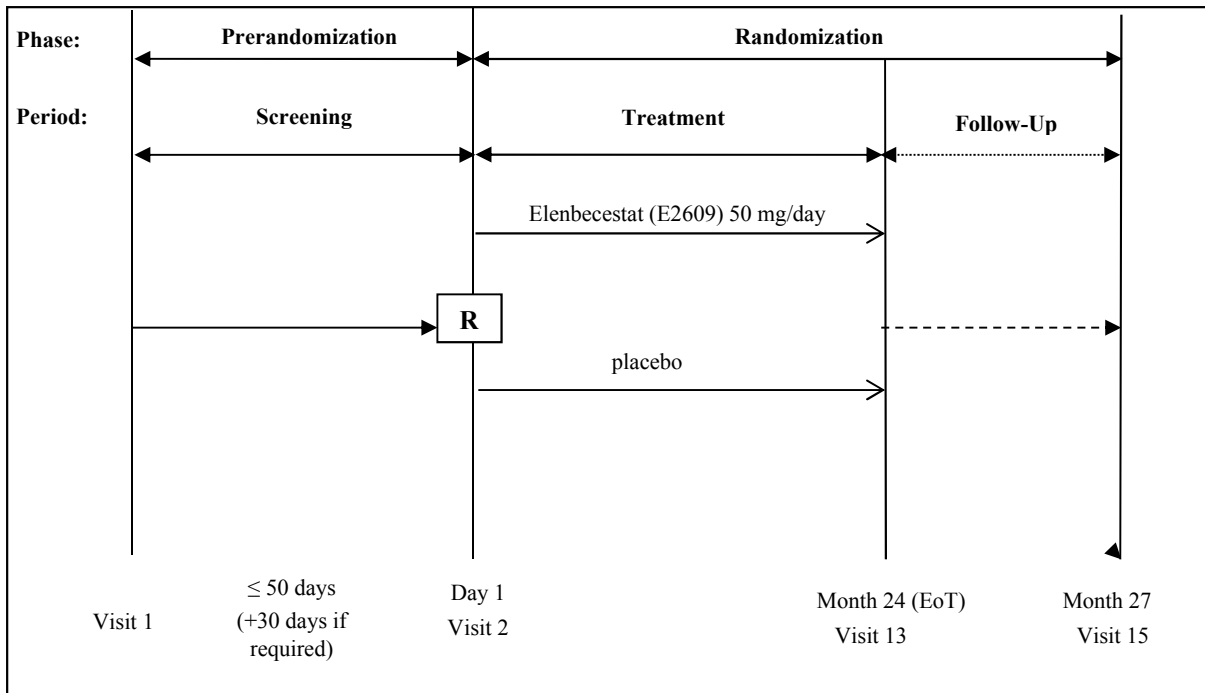 Phase:
Prerandomization
Randomization
Period:
Screening
Treatment
Follow-Up
Elenbecestat (E2609) 50 mg/day
R
placebo
Visit 1
≤ 50 days
(+30 days if
required)
Day 1
Visit 2
Month 24 (EoT)
Visit 13
Month 27
Visit 15